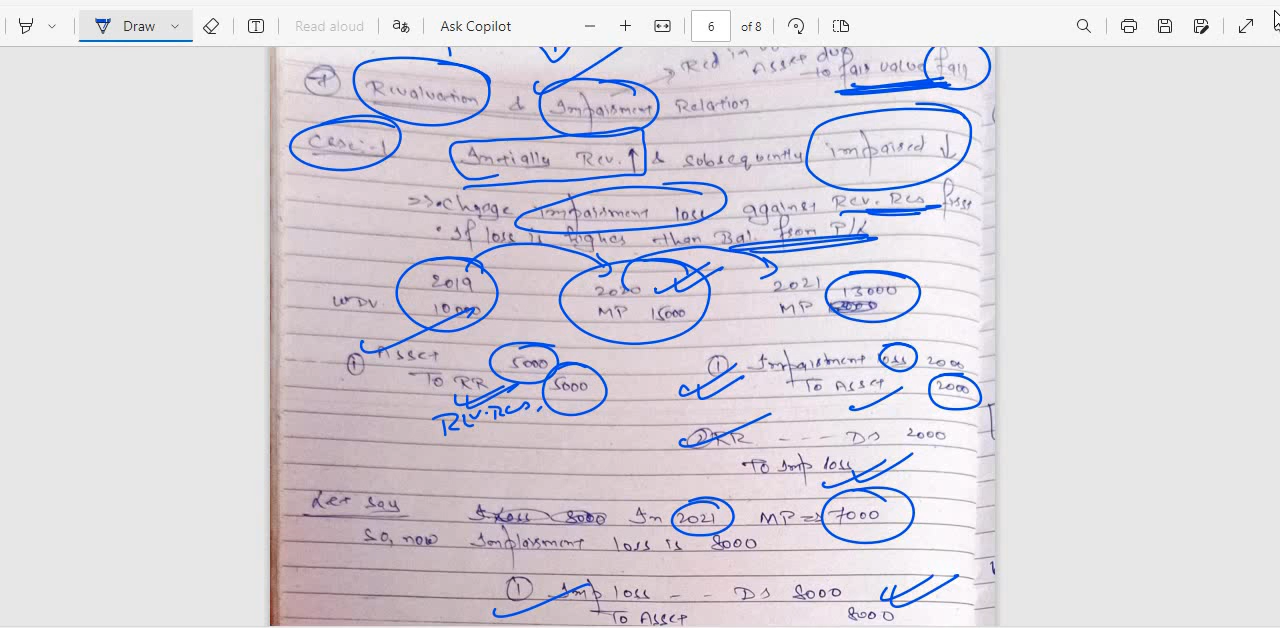 Draw
Read aloud
Ask Copilot
6
of 8
→ Red in
Asset due
to fair value fair
Revaluation & Impairment Relation
Case:-1 Initially Rev. ↑ & subsequently impaired ↓
=> • Charge impairment loss against Rev. Res first
• If loss is higher than Bal. from P/L
2019 2020 2021 13000
WDV 10000 MP 15000 MP
① Asset 5000 ① Impairment loss 2000
To RR 5000 To Asset 2000
Rev. Res.
② RR --- Dr 2000
To Imp loss
Let say Loss 8000 In 2021 MP => 7000
So, now Implairment loss is 8000
① Imp loss -- Dr 8000
To Asset 8000